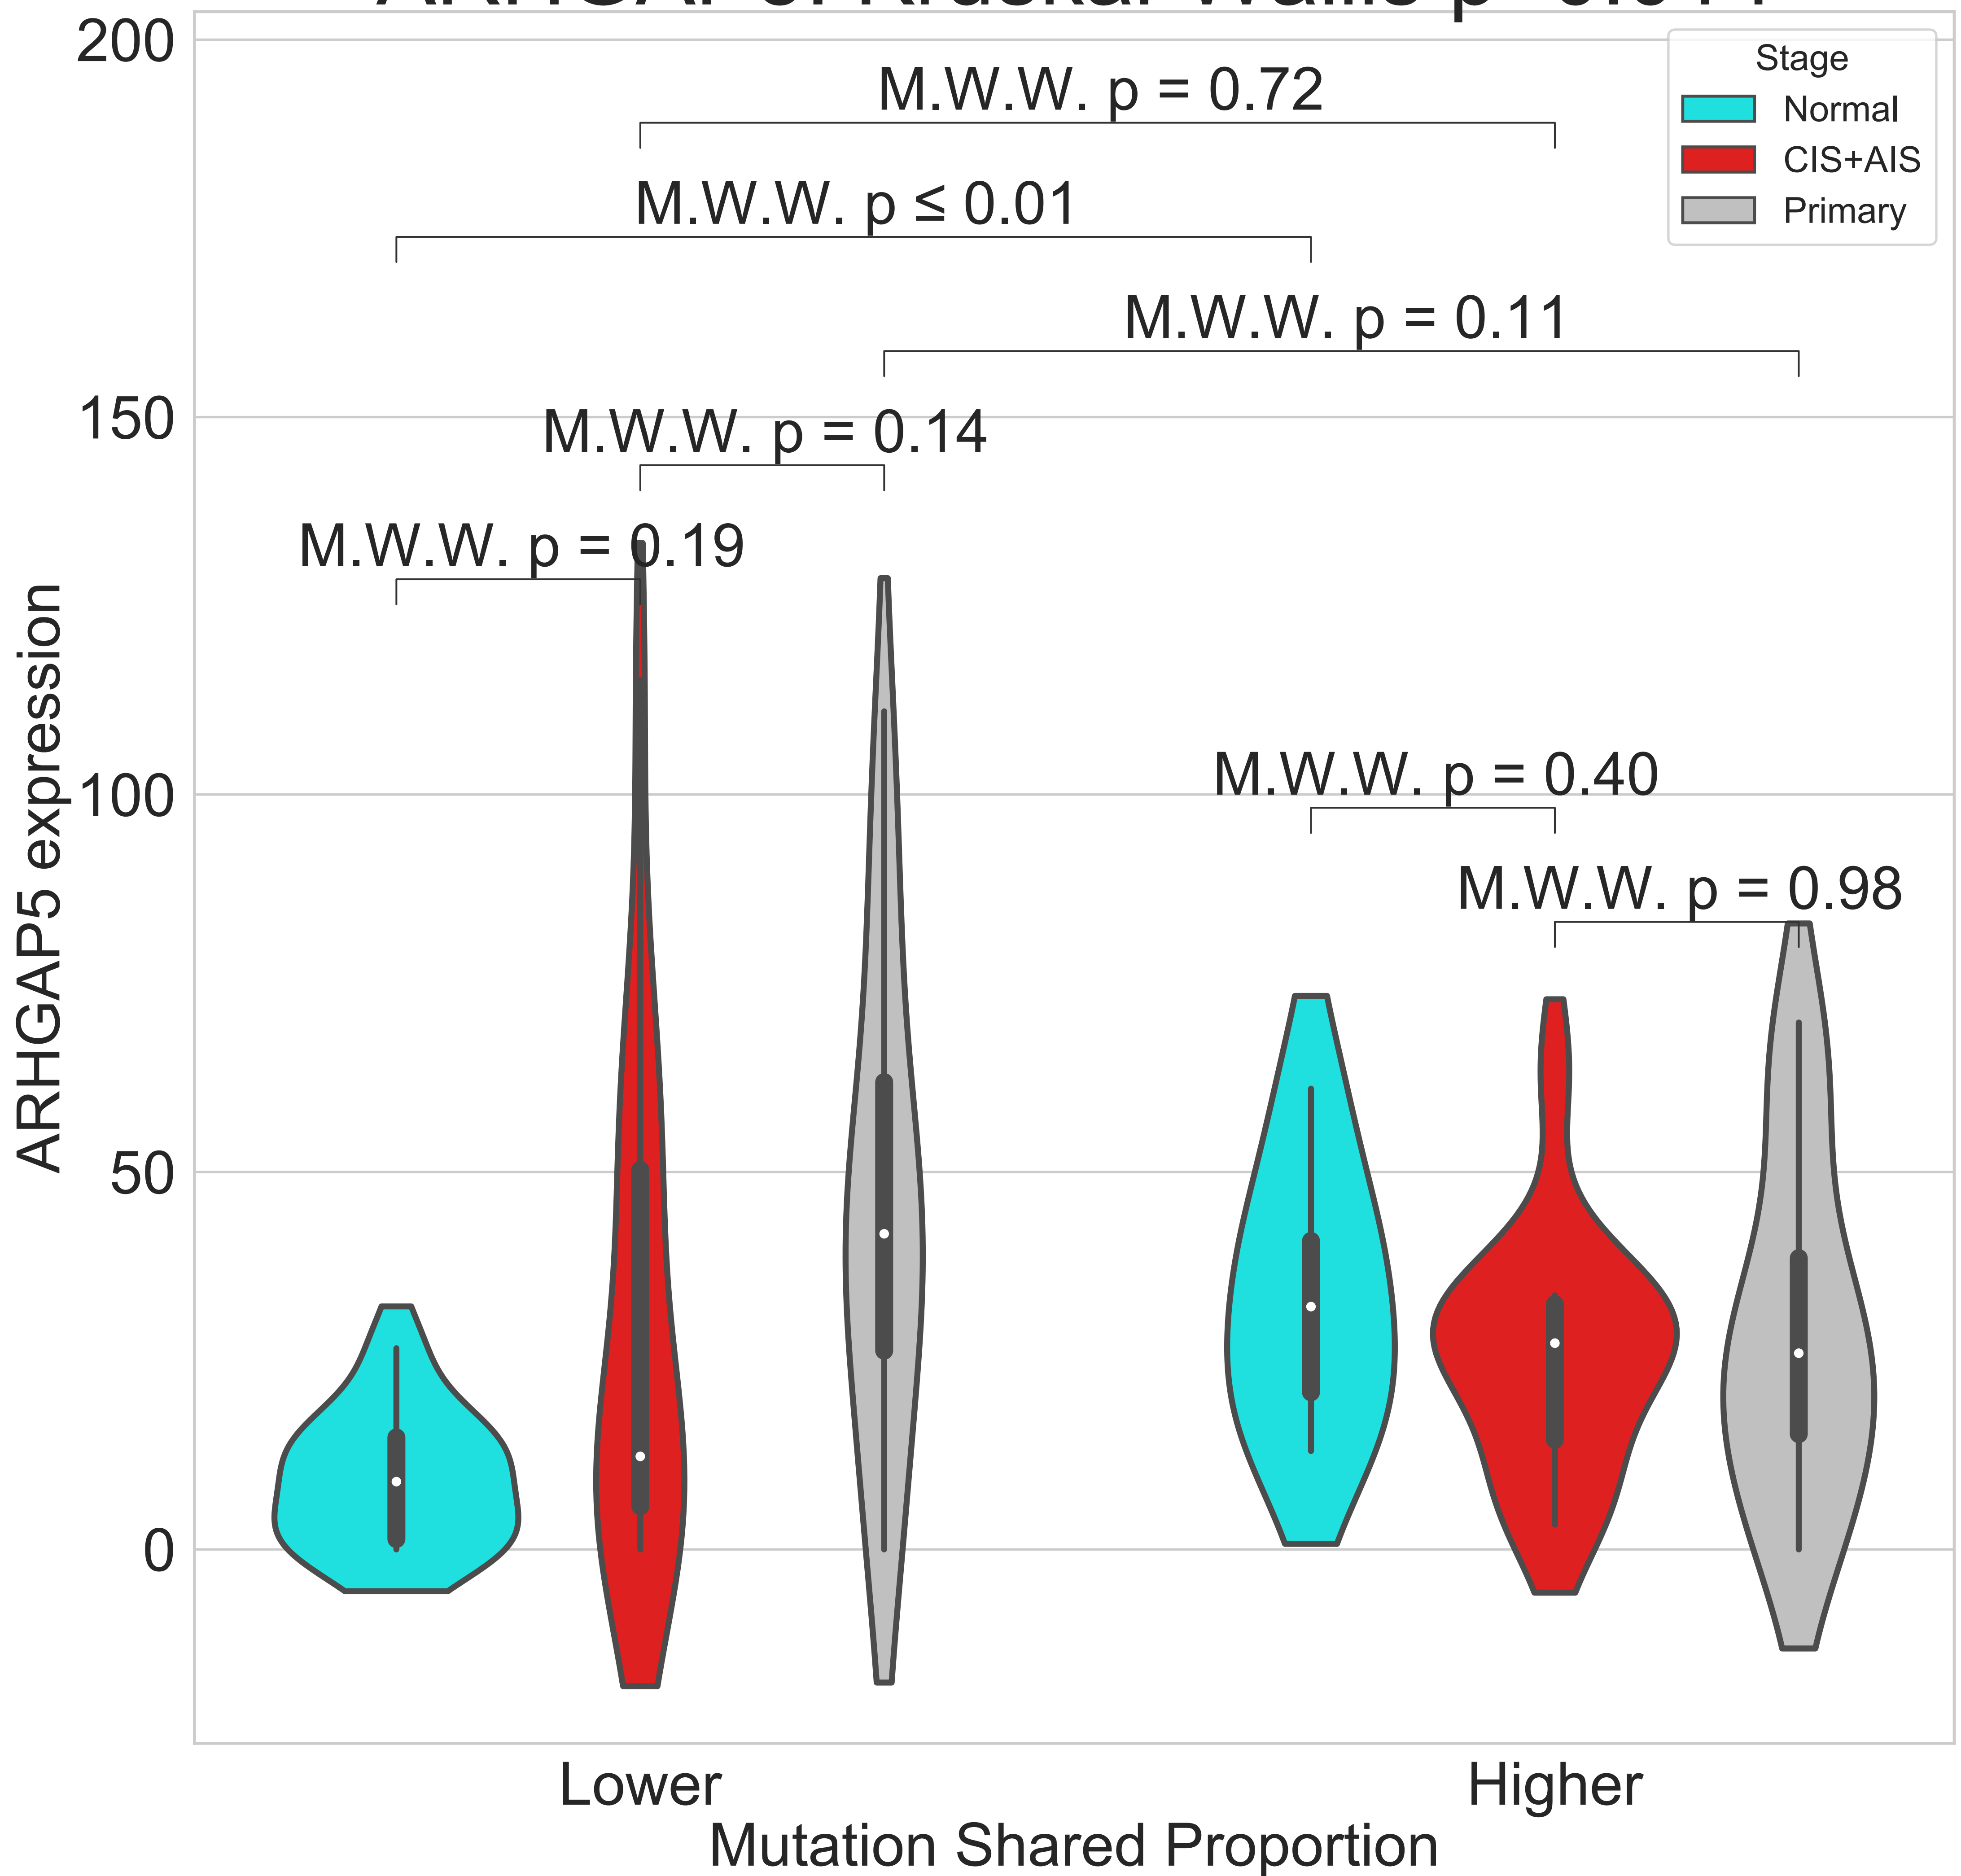 200
M.W.W. p = 0.72
Stage
Normal
CIS+AIS
Primary
M.W.W. p ≤ 0.01
M.W.W. p = 0.11
150
M.W.W. p = 0.14
M.W.W. p = 0.19
100
M.W.W. p = 0.40
M.W.W. p = 0.98
ARHGAP5 expression
50
0
Lower
Higher
Mutation Shared Proportion